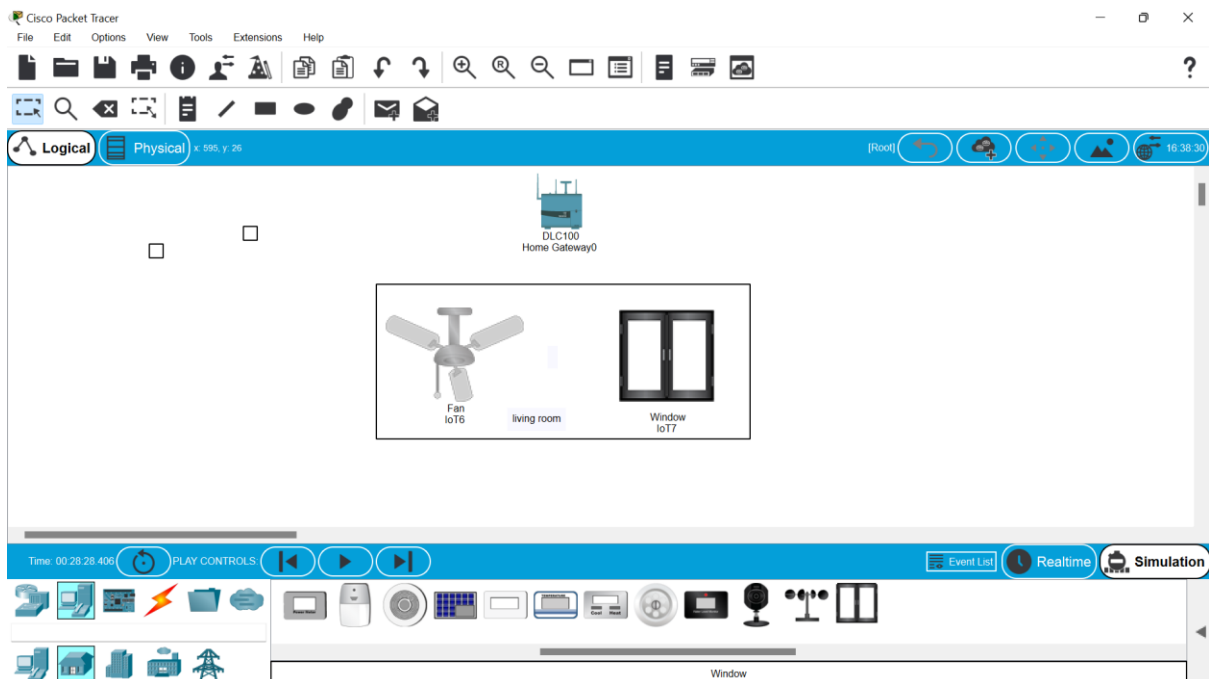 Cisco Packet Tracer
File Edit Options View Tools Extensions Help
Logical Physical x: 595, y: 26 [Root] 16:38:30
DLC100
Home Gateway0
Fan
IoT6
living room
Window
IoT7
Time: 00:28:28.406 PLAY CONTROLS: Event List Realtime Simulation
Window